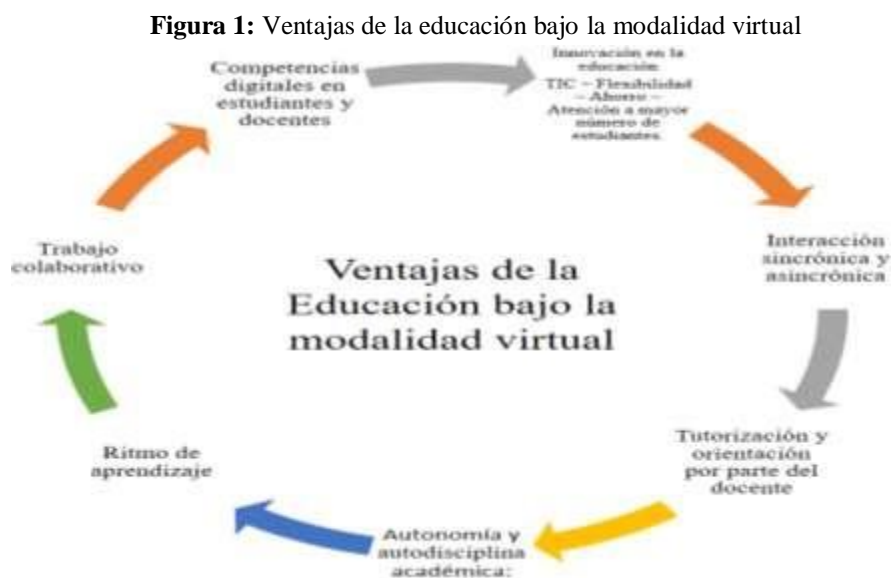 Figura 1: Ventajas de la educación bajo la modalidad virtual
Competencias
digitales en
estudiantes y
docentes
Innovación en la
educación:
TIC – Flexibilidad
– Ahorro –
Atención a mayor
número de
estudiantes.
Interacción
sincrónica y
asincrónica
Tutorización y
orientación
por parte del
docente
Autonomía y
autodisciplina
académica:
Ritmo de
aprendizaje
Trabajo
colaborativo
Ventajas de la
Educación bajo la
modalidad virtual